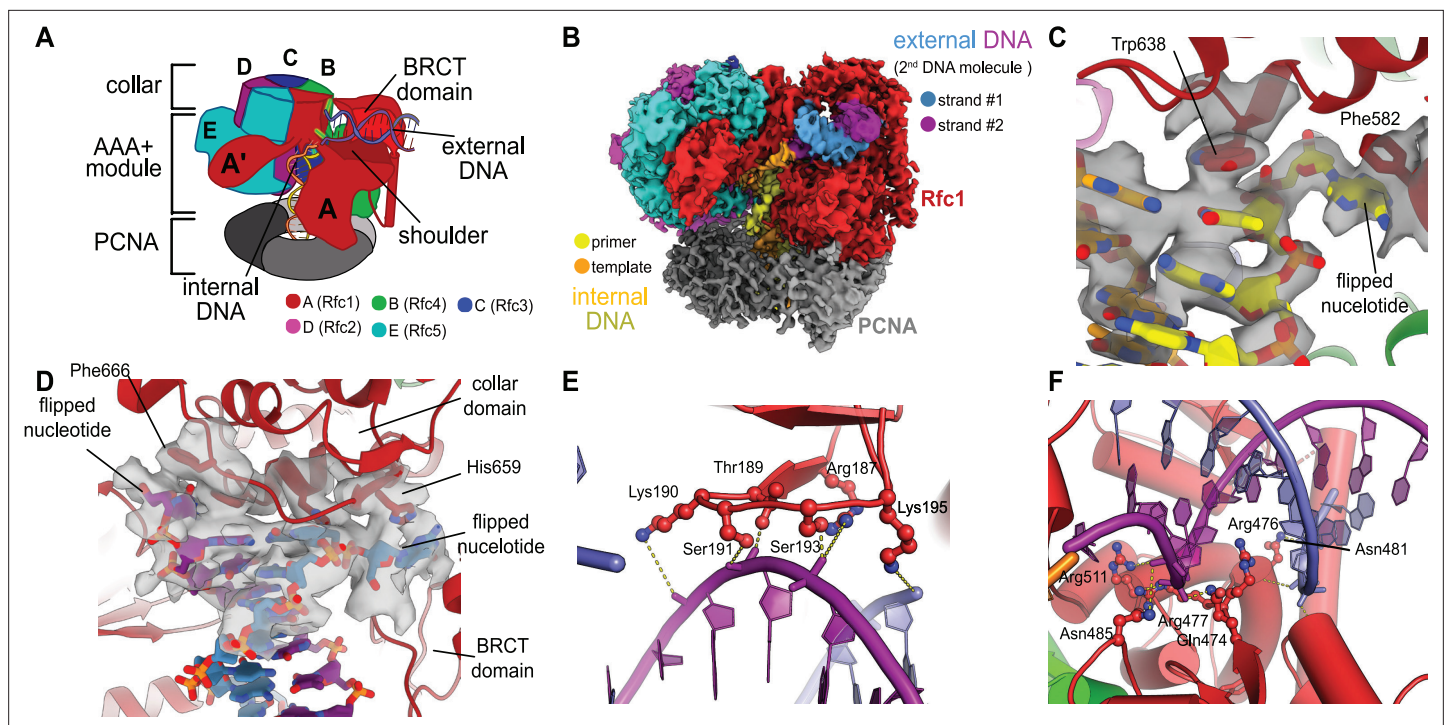 A
collar
AAA+
module
PCNA
D
C
B
BRCT
domain
E
A'
A
external
DNA
shoulder
internal
DNA
A (Rfc1)
B (Rfc4)
C (Rfc3)
D (Rfc2)
E (Rfc5)
B
external DNA
(2nd DNA molecule )
strand #1
strand #2
Rfc1
primer
template
internal
DNA
PCNA
C
Trp638
Phe582
flipped
nucelotide
D
Phe666
flipped
nucleotide
collar
domain
His659
flipped
nucelotide
BRCT
domain
E
Thr189
Arg187
Lys190
Lys195
Ser191
Ser193
F
Arg476
Asn481
Arg511
Arg477
Asn485
Gln474